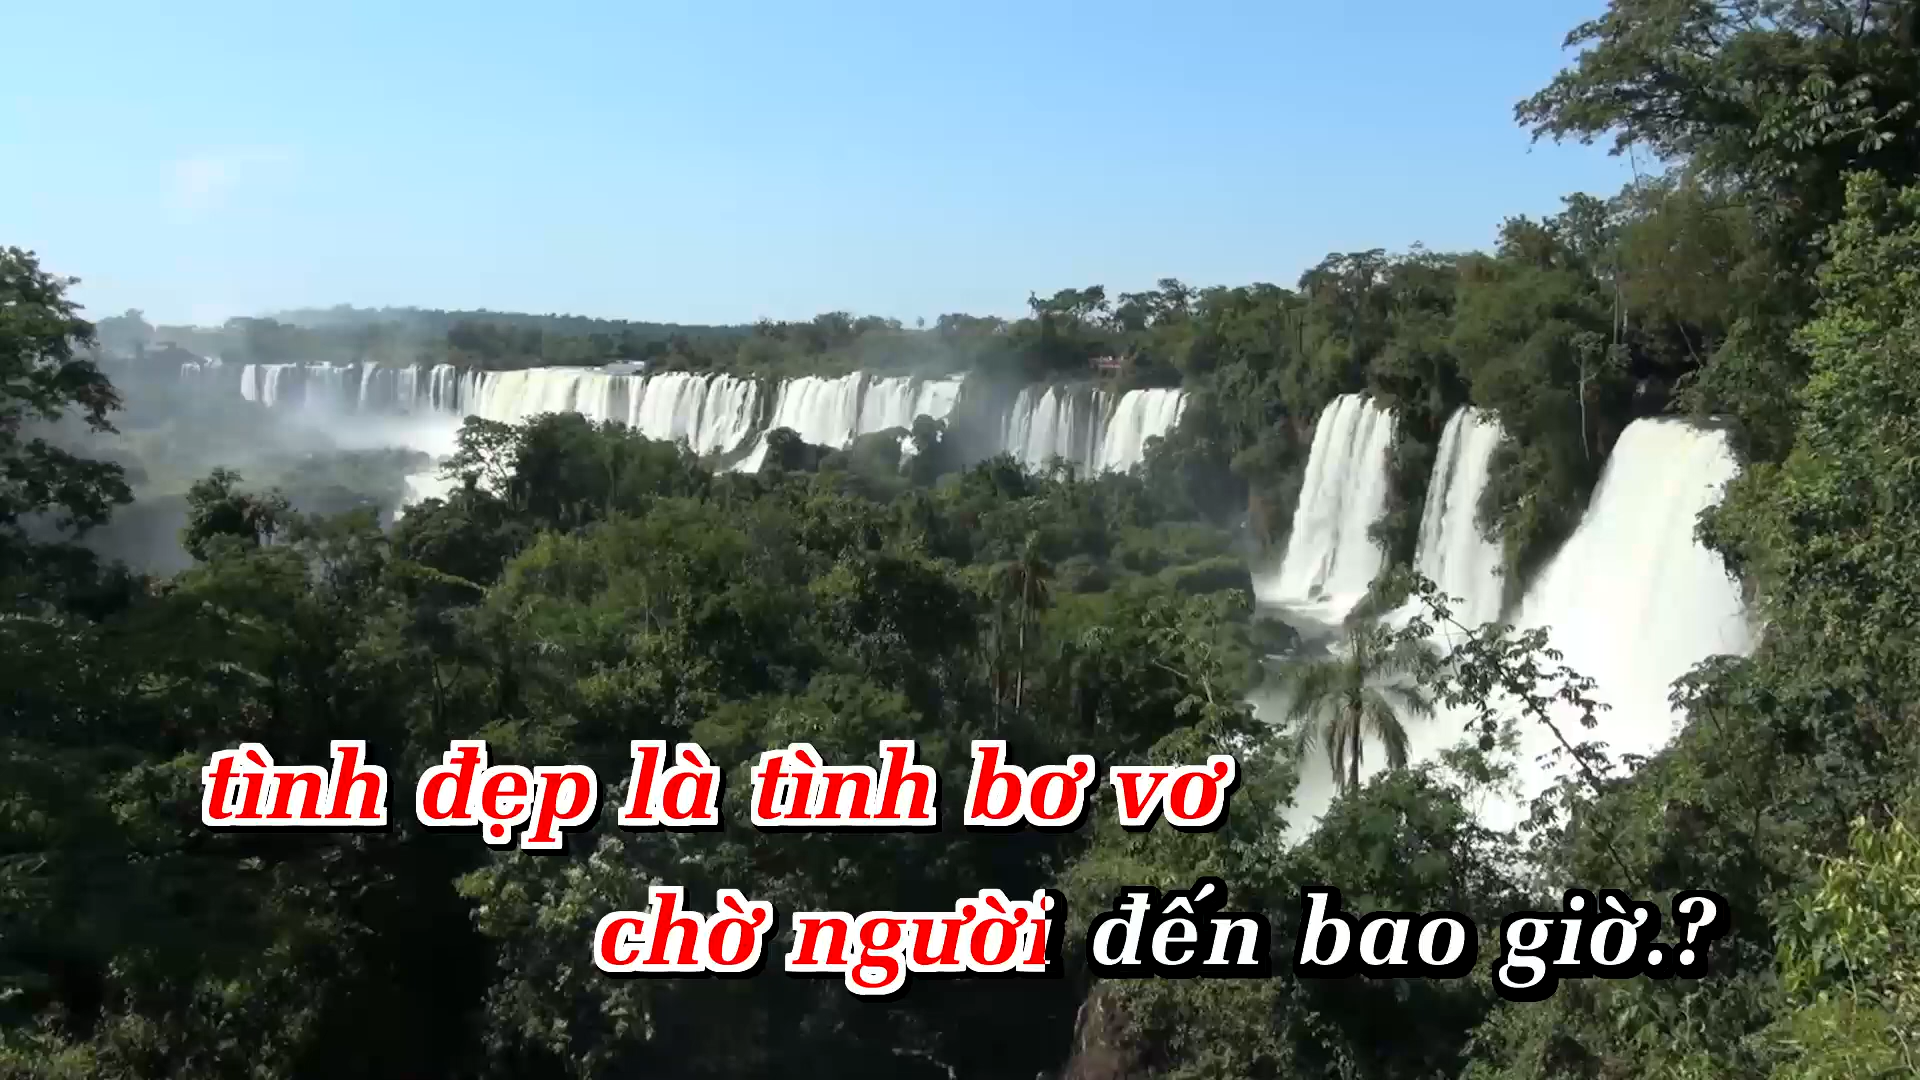 tình đẹp là tình bơ vơ
chờ người đến bao giờ.?